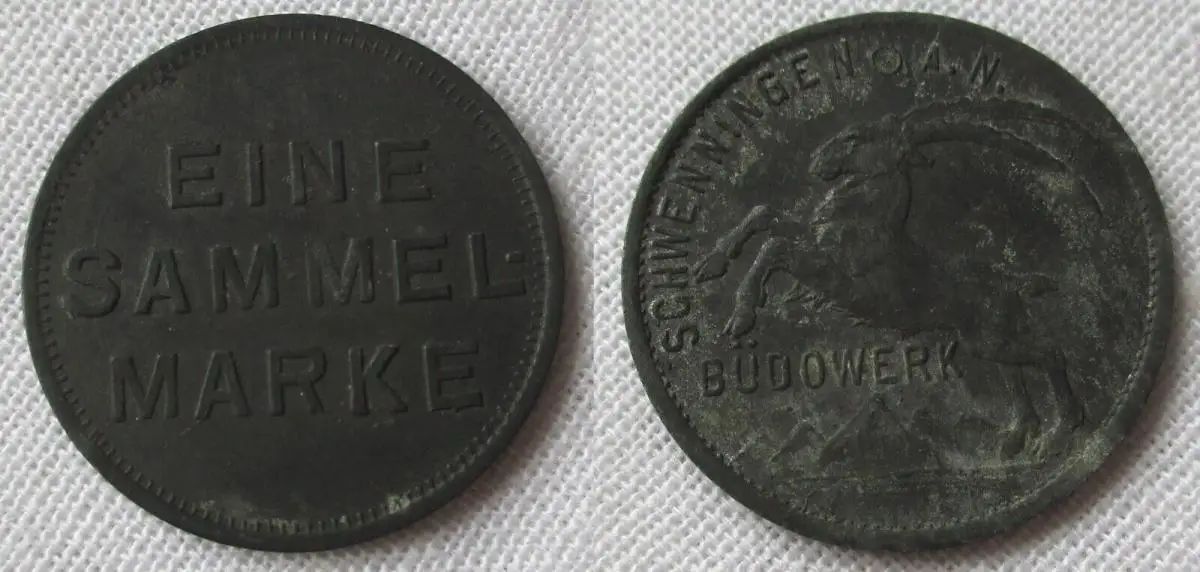 EINE
SAMMEL-
MARKE
SCHWENNINGEN A.N.
BÜDOWERK